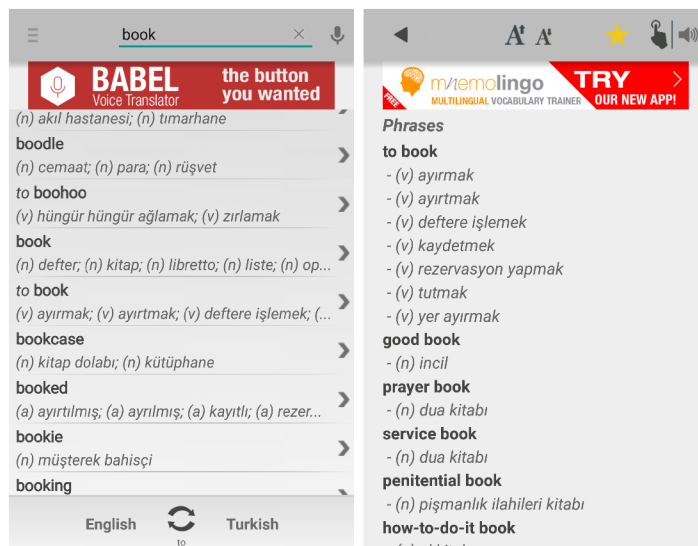 book
BABEL
Voice Translator
the button
you wanted
(n) akıl hastanesi; (n) tımarhane
boodle
(n) cemaat; (n) para; (n) rüşvet
to boohoo
(v) hüngür hüngür ağlamak; (v) zırlamak
book
(n) defter; (n) kitap; (n) libretto; (n) liste; (n) op...
to book
(v) ayırmak; (v) ayırtmak; (v) deftere işlemek; (...
bookcase
(n) kitap dolabı; (n) kütüphane
booked
(a) ayırtılmış; (a) ayrılmış; (a) kayıtlı; (a) rezer...
bookie
(n) müşterek bahisçi
booking
English
to
Turkish
A A
FREE
mnemolingo
MULTILINGUAL VOCABULARY TRAINER
TRY
OUR NEW APP!
Phrases
to book
- (v) ayırmak
- (v) ayırtmak
- (v) deftere işlemek
- (v) kaydetmek
- (v) rezervasyon yapmak
- (v) tutmak
- (v) yer ayırmak
good book
- (n) incil
prayer book
- (n) dua kitabı
service book
- (n) dua kitabı
penitential book
- (n) pişmanlık ilahileri kitabı
how-to-do-it book